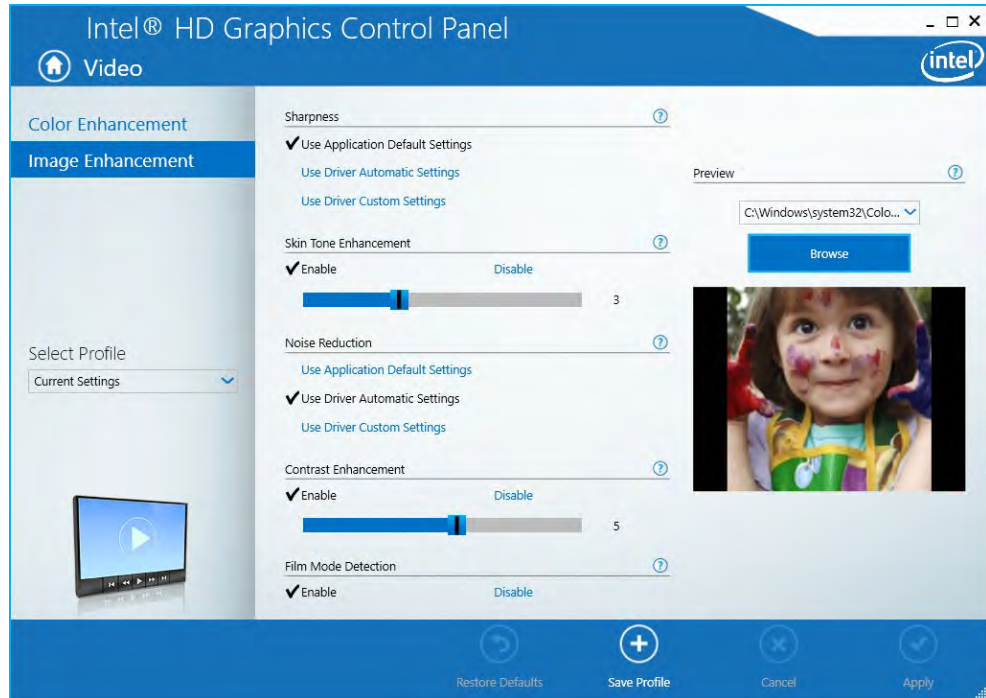 Intel® HD Graphics Control Panel
Video
intel
Color Enhancement
Image Enhancement
Select Profile
Current Settings
Sharpness
Use Application Default Settings
Use Driver Automatic Settings
Use Driver Custom Settings
Skin Tone Enhancement
Enable Disable
3
Noise Reduction
Use Application Default Settings
Use Driver Automatic Settings
Use Driver Custom Settings
Contrast Enhancement
Enable Disable
5
Film Mode Detection
Enable Disable
Preview
C:\Windows\system32\Colo...
Browse
Restore Defaults Save Profile Cancel Apply